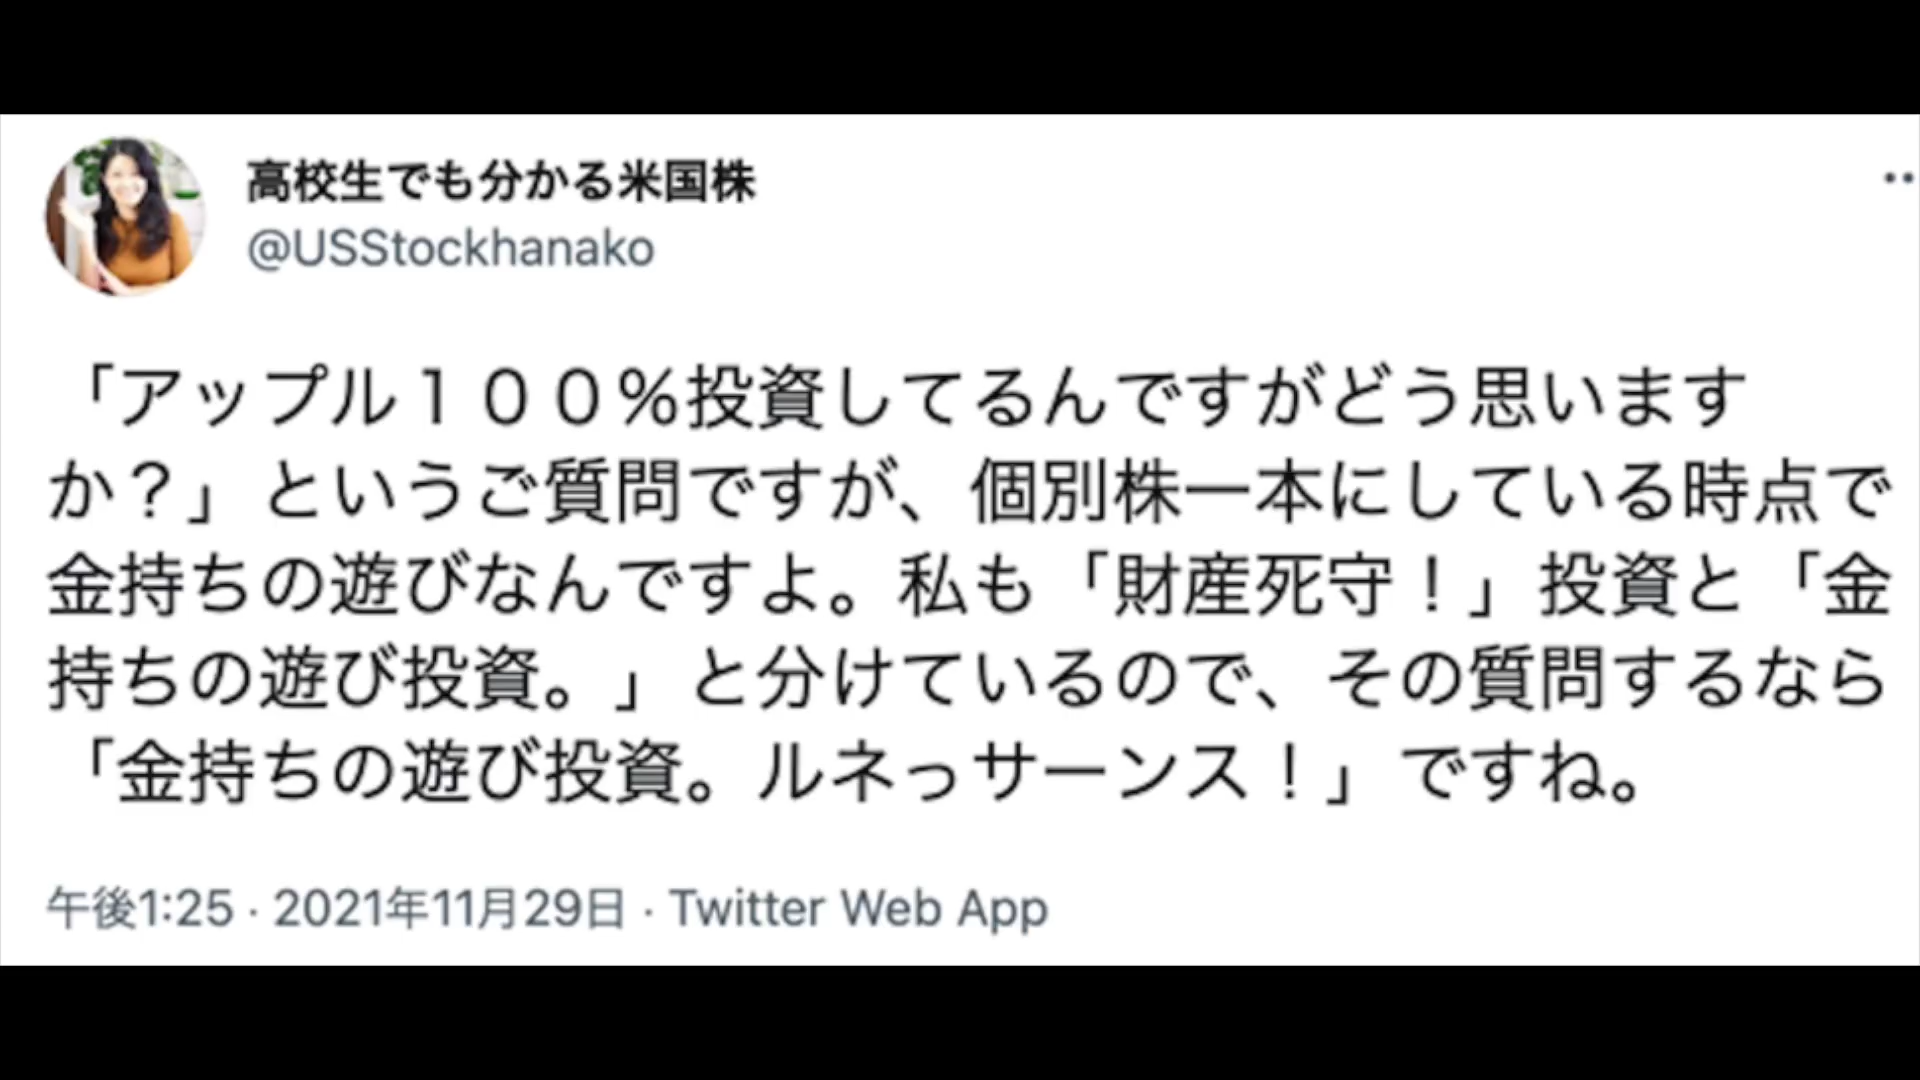 高校生でも分かる米国株
@USStockhanako
「アップル１００％投資してるんですがどう思います
か？」というご質問ですが、個別株一本にしている時点で
金持ちの遊びなんですよ。私も「財産死守！」投資と「金
持ちの遊び投資。」と分けているので、その質問するなら
「金持ちの遊び投資。ルネっサーンス！」ですね。
午後1:25 · 2021年11月29日 · Twitter Web App